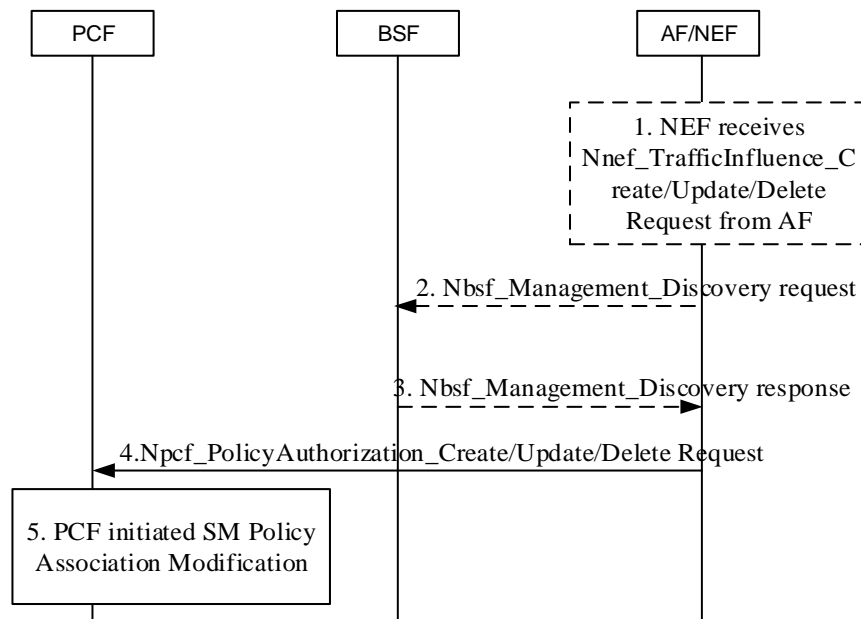 PCF
BSF
AF/NEF
1. NEF receives
Nnef_TrafficInfluence_C
reate/Update/Delete
Request from AF
2. Nbsf_Management_Discovery request
3. Nbsf_Management_Discovery response
4.Npcf_PolicyAuthorization_Create/Update/Delete Request
5. PCF initiated SM Policy
Association Modification